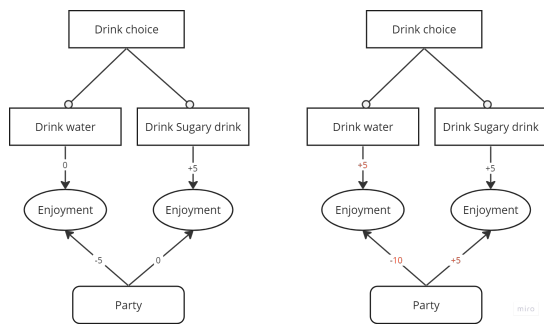 Drink choice
Drink choice
Drink water
Drink Sugary drink
Drink water
Drink Sugary drink
0
+5
+5
+5
Enjoyment
Enjoyment
Enjoyment
Enjoyment
-5
0
-10
+5
Party
Party
miro